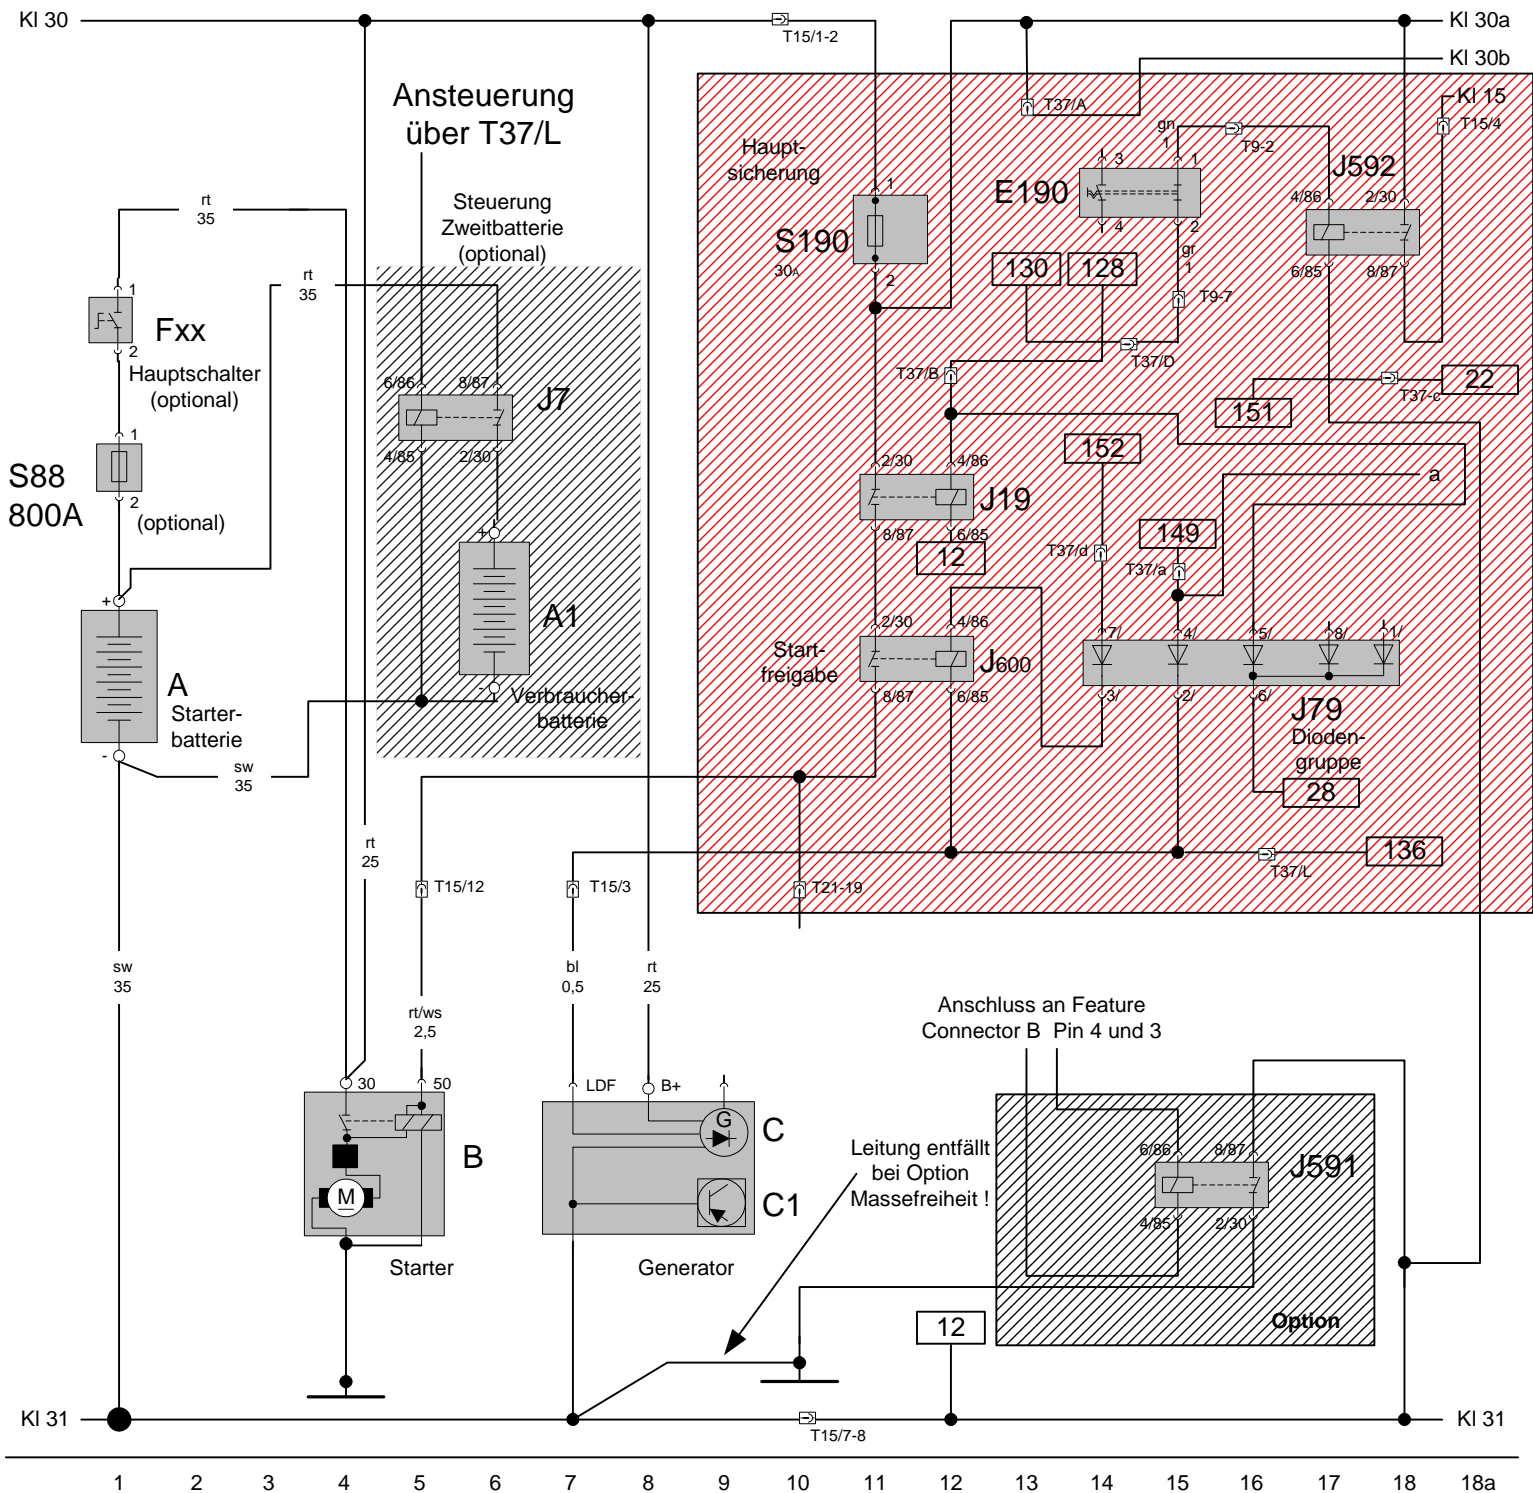 Kl 30
T15/1-2
Kl 30a
Kl 30b
Ansteuerung
über T37/L
T37/A
Kl 15
T15/4
gn
1
T9-2
Haupt-
sicherung
3
1
J592
E190
4/86
2/30
1
4
2
S190
30A
2
gr
1
6/85
8/87
rt
35
Steuerung
Zweitbatterie
(optional)
130
128
T9-7
rt
35
1
Fxx
2
Hauptschalter
(optional)
T37/D
T37/B
22
T37-c
151
6/86
8/87
J7
4/85
2/30
1
S88
800A
2
(optional)
152
2/30
4/86
J19
8/87
6/85
12
a
149
T37/d
T37/a
+
A1
-
Verbraucher-
batterie
+
A
Starter-
batterie
-
Start-
freigabe
2/30
4/86
J600
8/87
6/85
7/
4/
5/
8/
1/
3/
2/
6/
J79
Dioden-
gruppe
28
sw
35
136
T37/L
rt
25
T15/12
T15/3
T21-19
sw
35
bl
0,5
rt
25
rt/ws
2,5
Anschluss an Feature
Connector B  Pin 4 und 3
30
50
LDF
B+
G
C
B
M
C1
Starter
Generator
Leitung entfällt
bei Option
Massefreiheit !
6/86
8/87
J591
4/85
2/30
Option
12
Kl 31
T15/7-8
Kl 31
1 2 3 4 5 6 7 8 9 10 11 12 13 14 15 16 17 18 18a